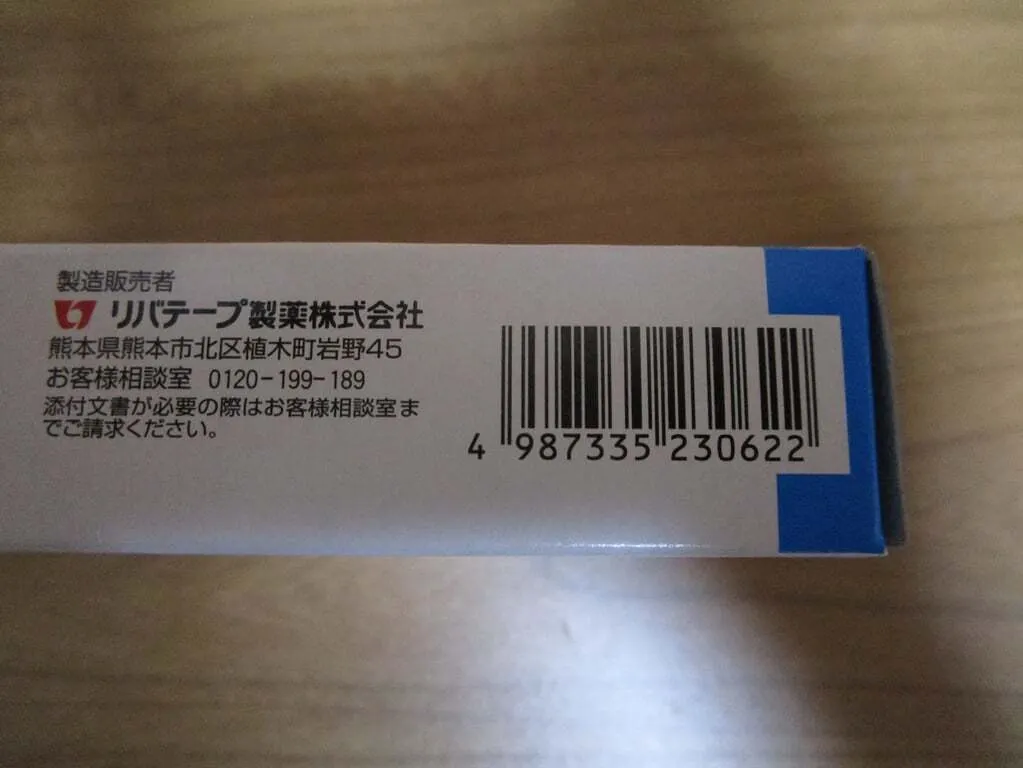 製造販売者
リバテープ製薬株式会社
熊本県熊本市北区植木町岩野45
お客様相談室 0120-199-189
添付文書が必要の際はお客様相談室ま
でご請求ください。
4 987335 230622